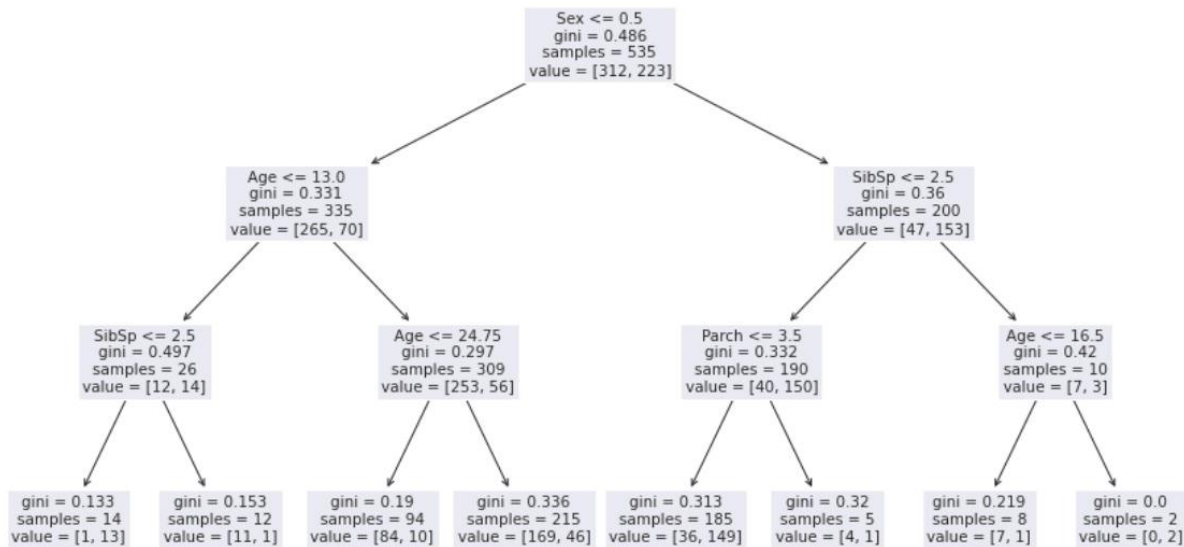 Sex <= 0.5
gini = 0.486
samples = 535
value = [312, 223]
Age <= 13.0
gini = 0.331
samples = 335
value = [265, 70]
SibSp <= 2.5
gini = 0.36
samples = 200
value = [47, 153]
SibSp <= 2.5
gini = 0.497
samples = 26
value = [12, 14]
Age <= 24.75
gini = 0.297
samples = 309
value = [253, 56]
Parch <= 3.5
gini = 0.332
samples = 190
value = [40, 150]
Age <= 16.5
gini = 0.42
samples = 10
value = [7, 3]
gini = 0.133
samples = 14
value = [1, 13]
gini = 0.153
samples = 12
value = [11, 1]
gini = 0.19
samples = 94
value = [84, 10]
gini = 0.336
samples = 215
value = [169, 46]
gini = 0.313
samples = 185
value = [36, 149]
gini = 0.32
samples = 5
value = [4, 1]
gini = 0.219
samples = 8
value = [7, 1]
gini = 0.0
samples = 2
value = [0, 2]